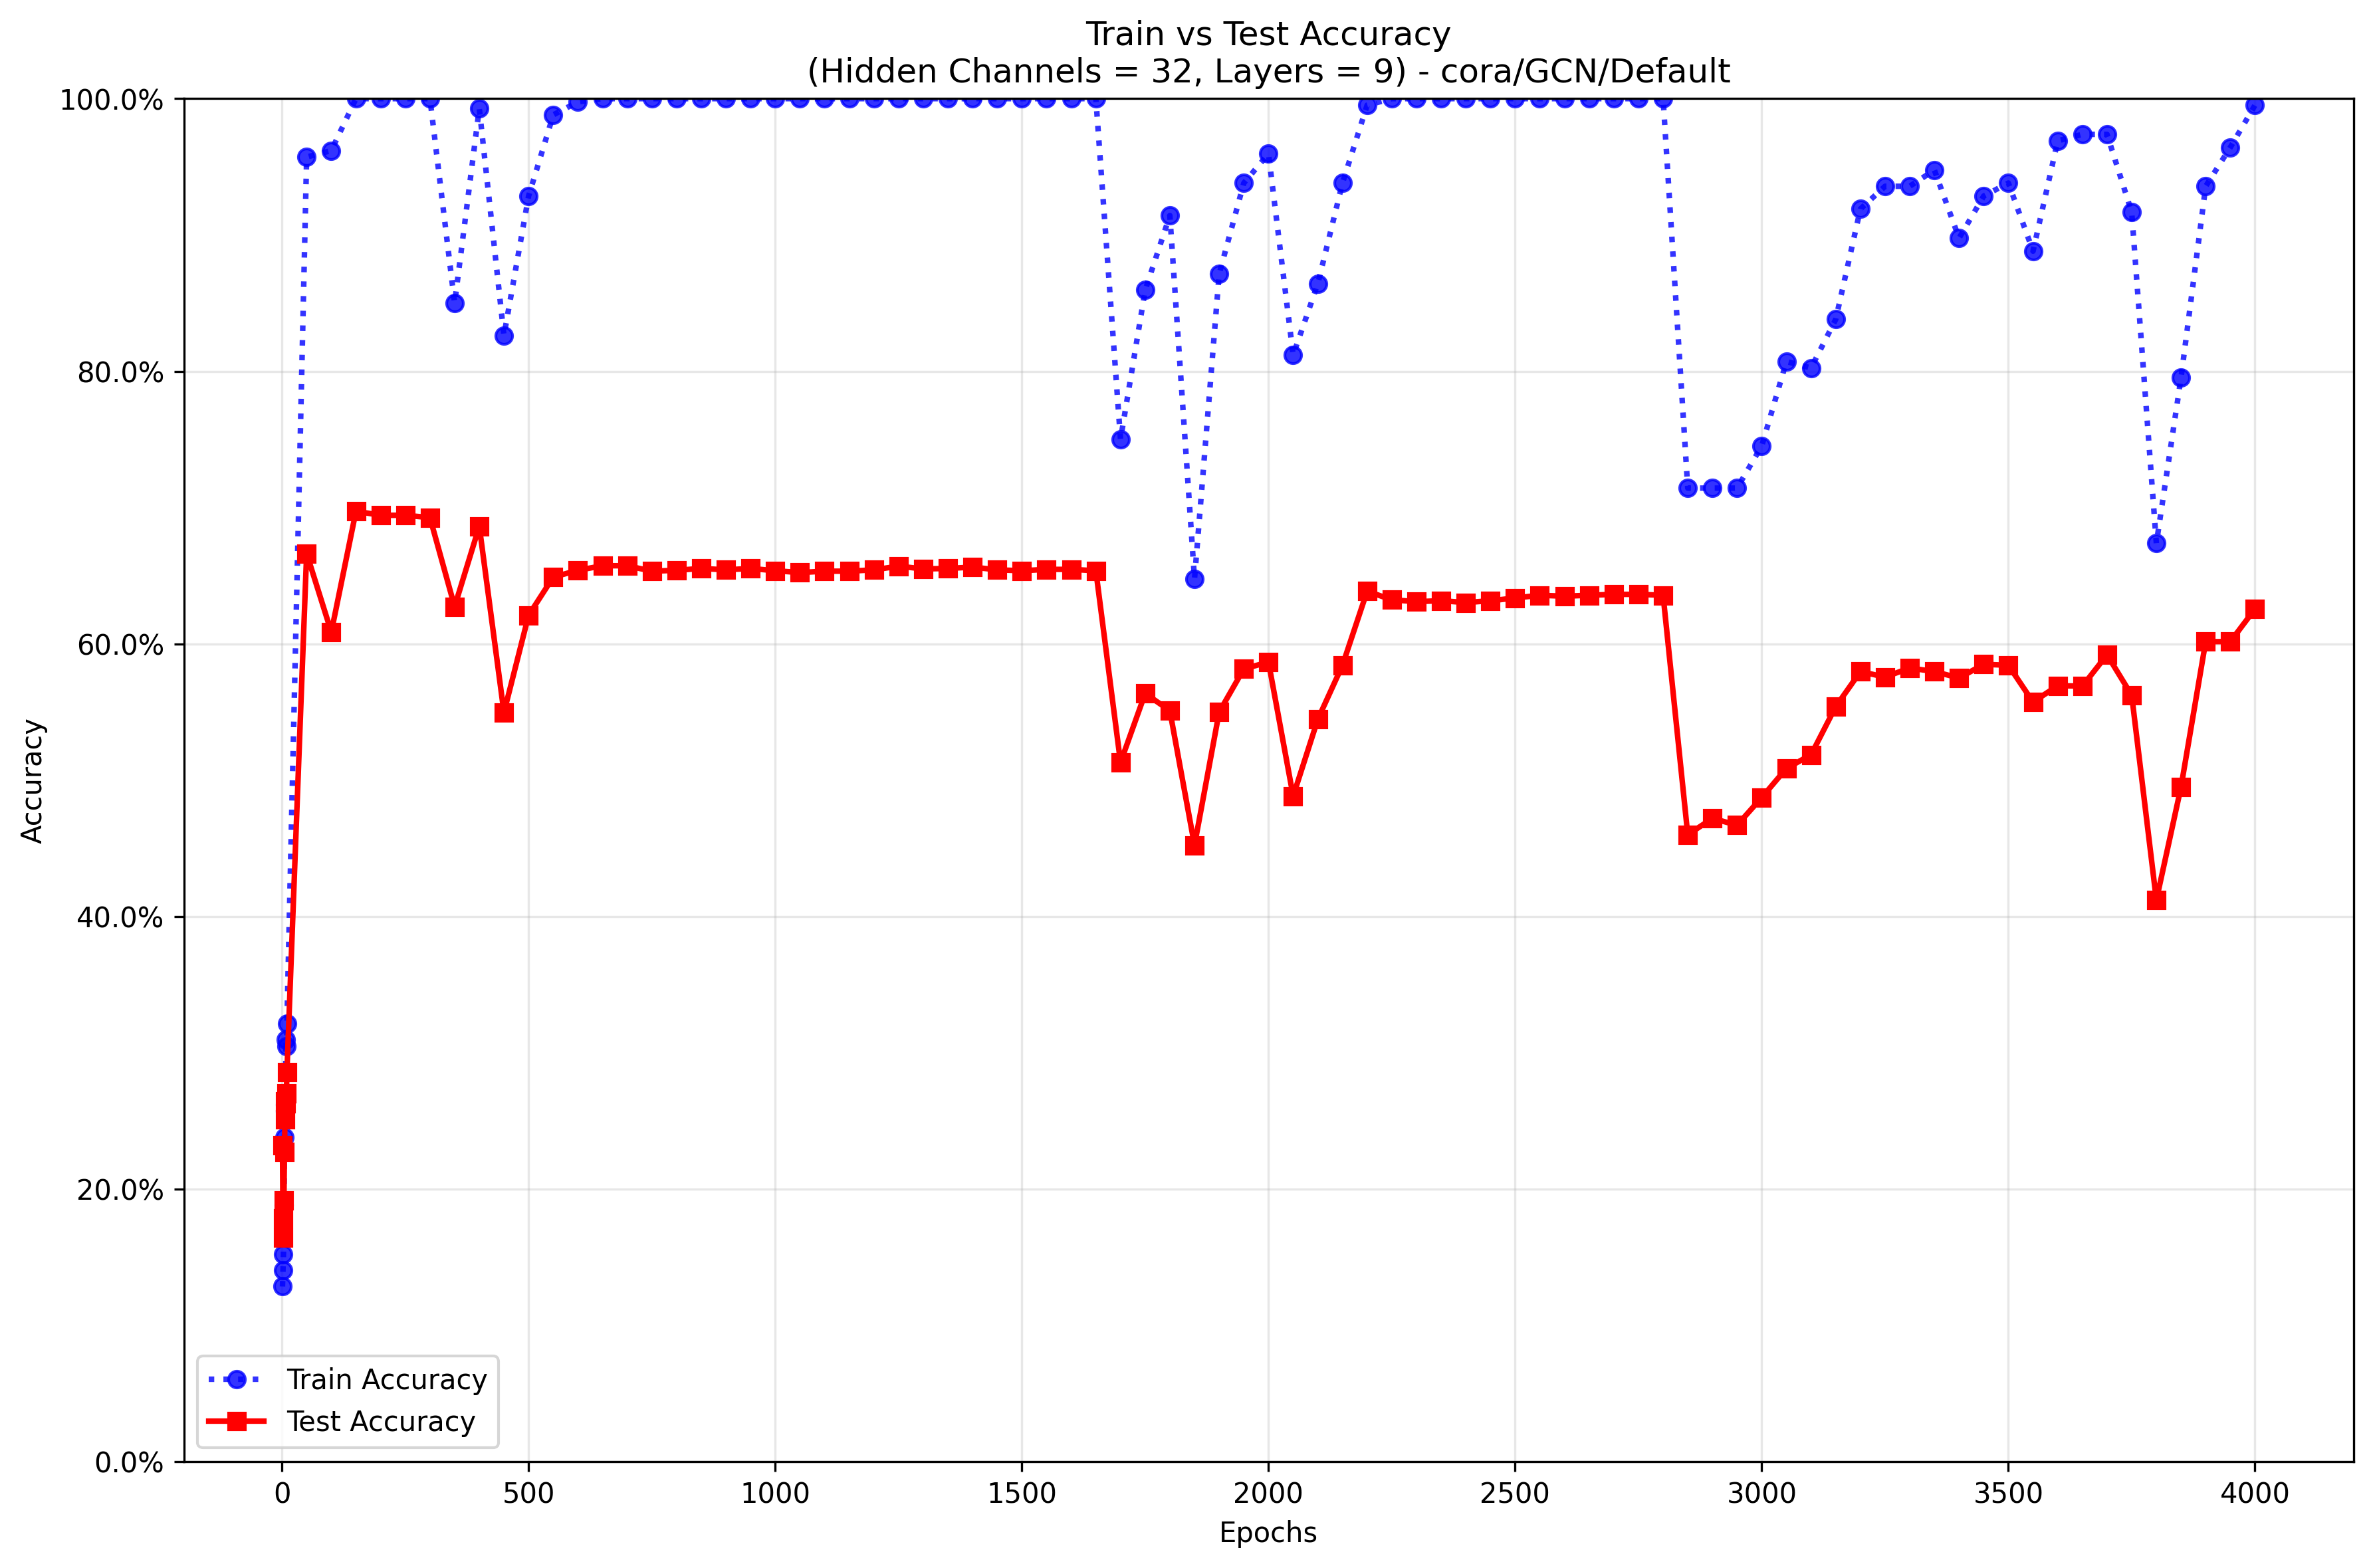 Train vs Test Accuracy
(Hidden Channels = 32, Layers = 9) - cora/GCN/Default
100.0%
80.0%
60.0%
40.0%
20.0%
0.0%
Accuracy
Train Accuracy
Test Accuracy
0 500 1000 1500 2000 2500 3000 3500 4000
Epochs